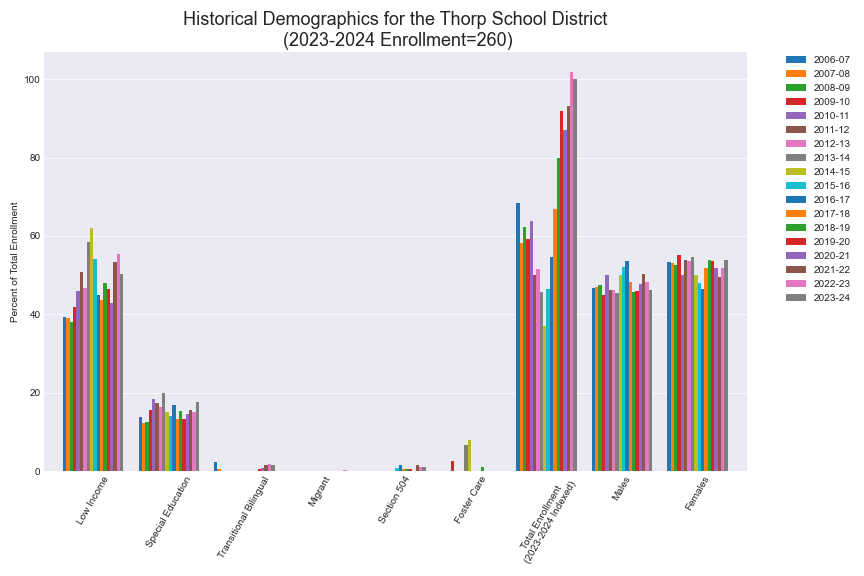 Historical Demographics for the Thorp School District
(2023-2024 Enrollment=260)
Percent of Total Enrollment
100
80
60
40
20
0
Low Income
Special Education
Transitional Bilingual
Migrant
Section 504
Foster Care
Total Enrollment
(2023-2024 Indexed)
Males
Females
2006-07
2007-08
2008-09
2009-10
2010-11
2011-12
2012-13
2013-14
2014-15
2015-16
2016-17
2017-18
2018-19
2019-20
2020-21
2021-22
2022-23
2023-24